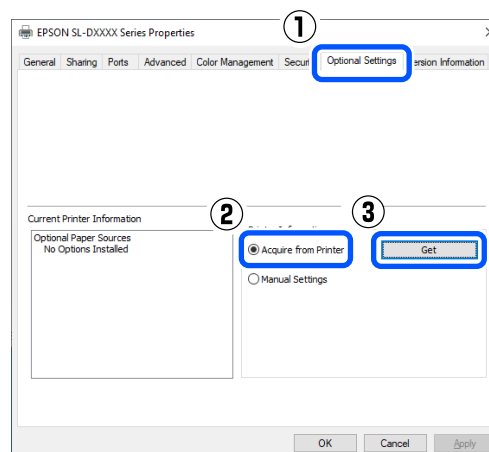 ①
EPSON SL-DXXXX Series Properties
General Sharing Ports Advanced Color Management Optional Settings Information
②
③
Current Printer Information
Optional Paper Sources
No Options Installed
Acquire from Printer
Get
Manual Settings
OK Cancel Apply